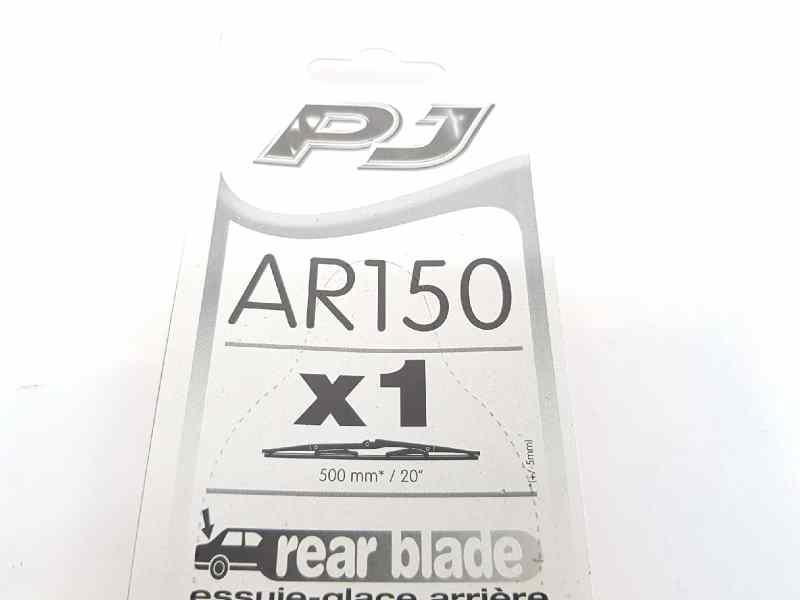 PJ
AR150
x1
500 mm* / 20"
(+/ 5mm)
rear blade
essuie-glace arrière